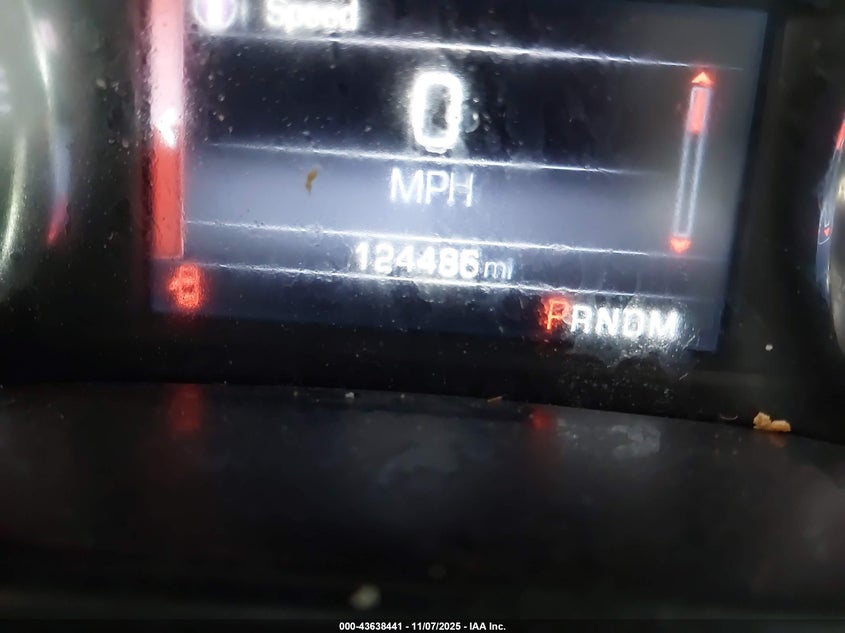 Speed
0
MPH
124486 mi
PRNDM
000-43638441 - 11/07/2025 - IAA Inc.